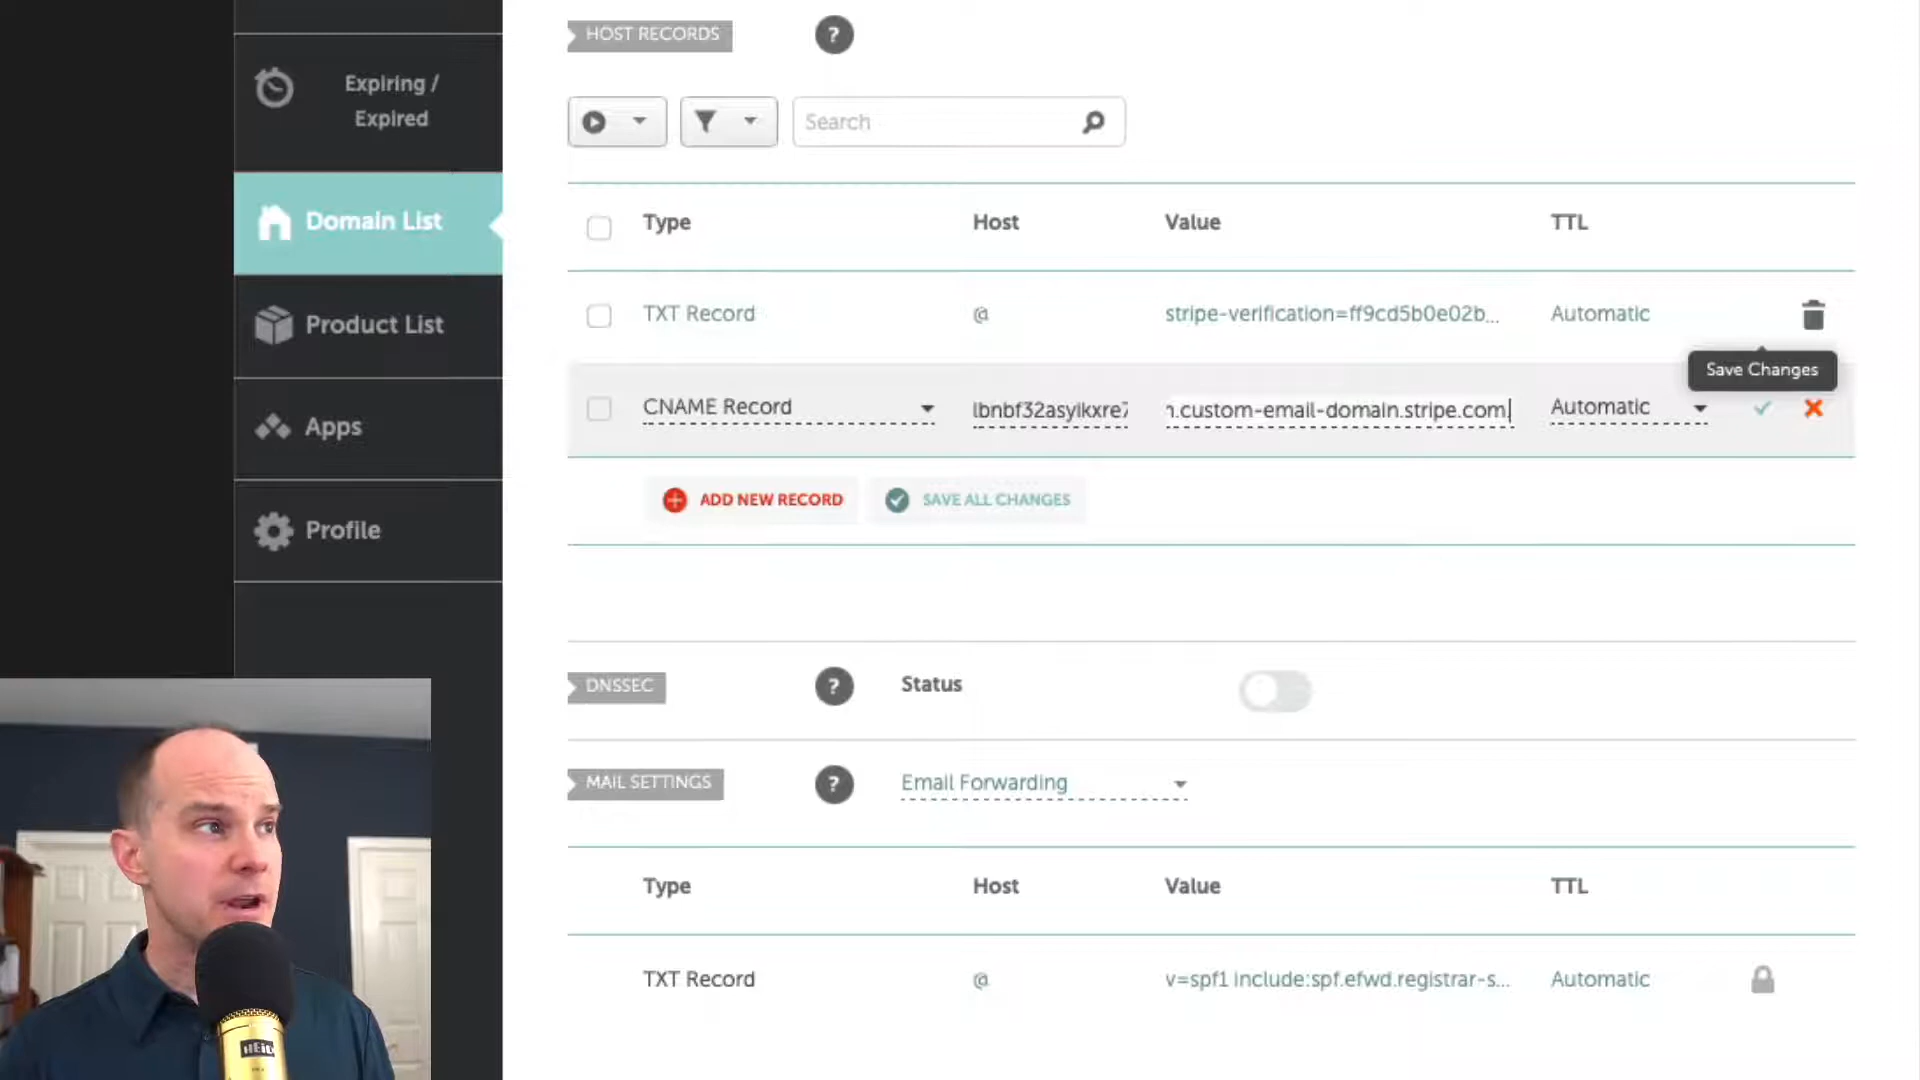 HOST RECORDS
?
Expiring /
Expired
Search
Domain List
Type Host Value TTL
TXT Record @ stripe-verification=ff9cd5b0e02b... Automatic
Product List
Save Changes
CNAME Record lbnbf32asylkxre7 n.custom-email-domain.stripe.com. Automatic
Apps
ADD NEW RECORD SAVE ALL CHANGES
Profile
DNSSEC ? Status
MAIL SETTINGS ? Email Forwarding
Type Host Value TTL
TXT Record @ v=spf1 include:spf.efwd.registrar-s... Automatic
HEIL